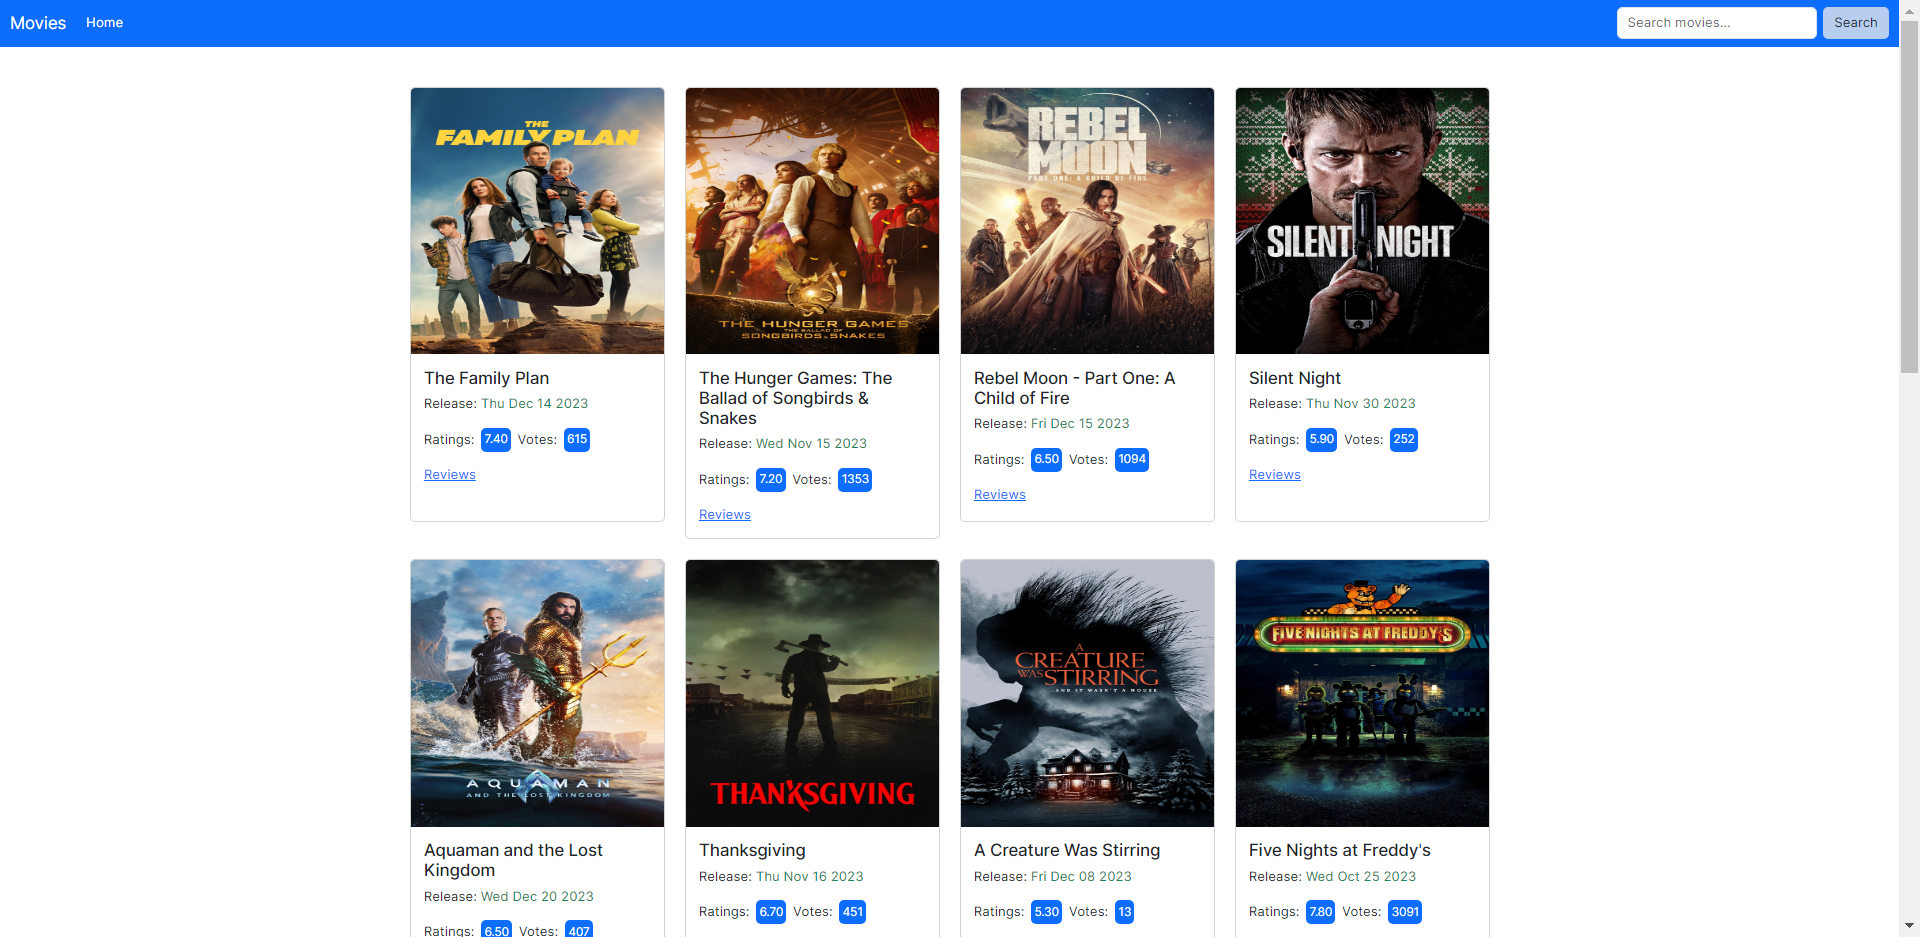 Movies Home Search movies... Search
THE
FAMILY PLAN
THE HUNGER GAMES
THE BALLAD OF
SONGBIRDS & SNAKES
REBEL
MOON
PART ONE: A CHILD OF FIRE
SILENT NIGHT
The Family Plan
Release: Thu Dec 14 2023
Ratings: 7.40 Votes: 615
Reviews
The Hunger Games: The
Ballad of Songbirds &
Snakes
Release: Wed Nov 15 2023
Ratings: 7.20 Votes: 1353
Reviews
Rebel Moon - Part One: A
Child of Fire
Release: Fri Dec 15 2023
Ratings: 6.50 Votes: 1094
Reviews
Silent Night
Release: Thu Nov 30 2023
Ratings: 5.90 Votes: 252
Reviews
AQUAMAN
AND THE LOST KINGDOM
THANKSGIVING
A
CREATURE
WAS STIRRING
...AND IT WASN'T A MOUSE
FIVE NIGHTS AT FREDDY'S
Aquaman and the Lost
Kingdom
Release: Wed Dec 20 2023
Ratings: 6.50 Votes: 407
Thanksgiving
Release: Thu Nov 16 2023
Ratings: 6.70 Votes: 451
A Creature Was Stirring
Release: Fri Dec 08 2023
Ratings: 5.30 Votes: 13
Five Nights at Freddy's
Release: Wed Oct 25 2023
Ratings: 7.80 Votes: 3091